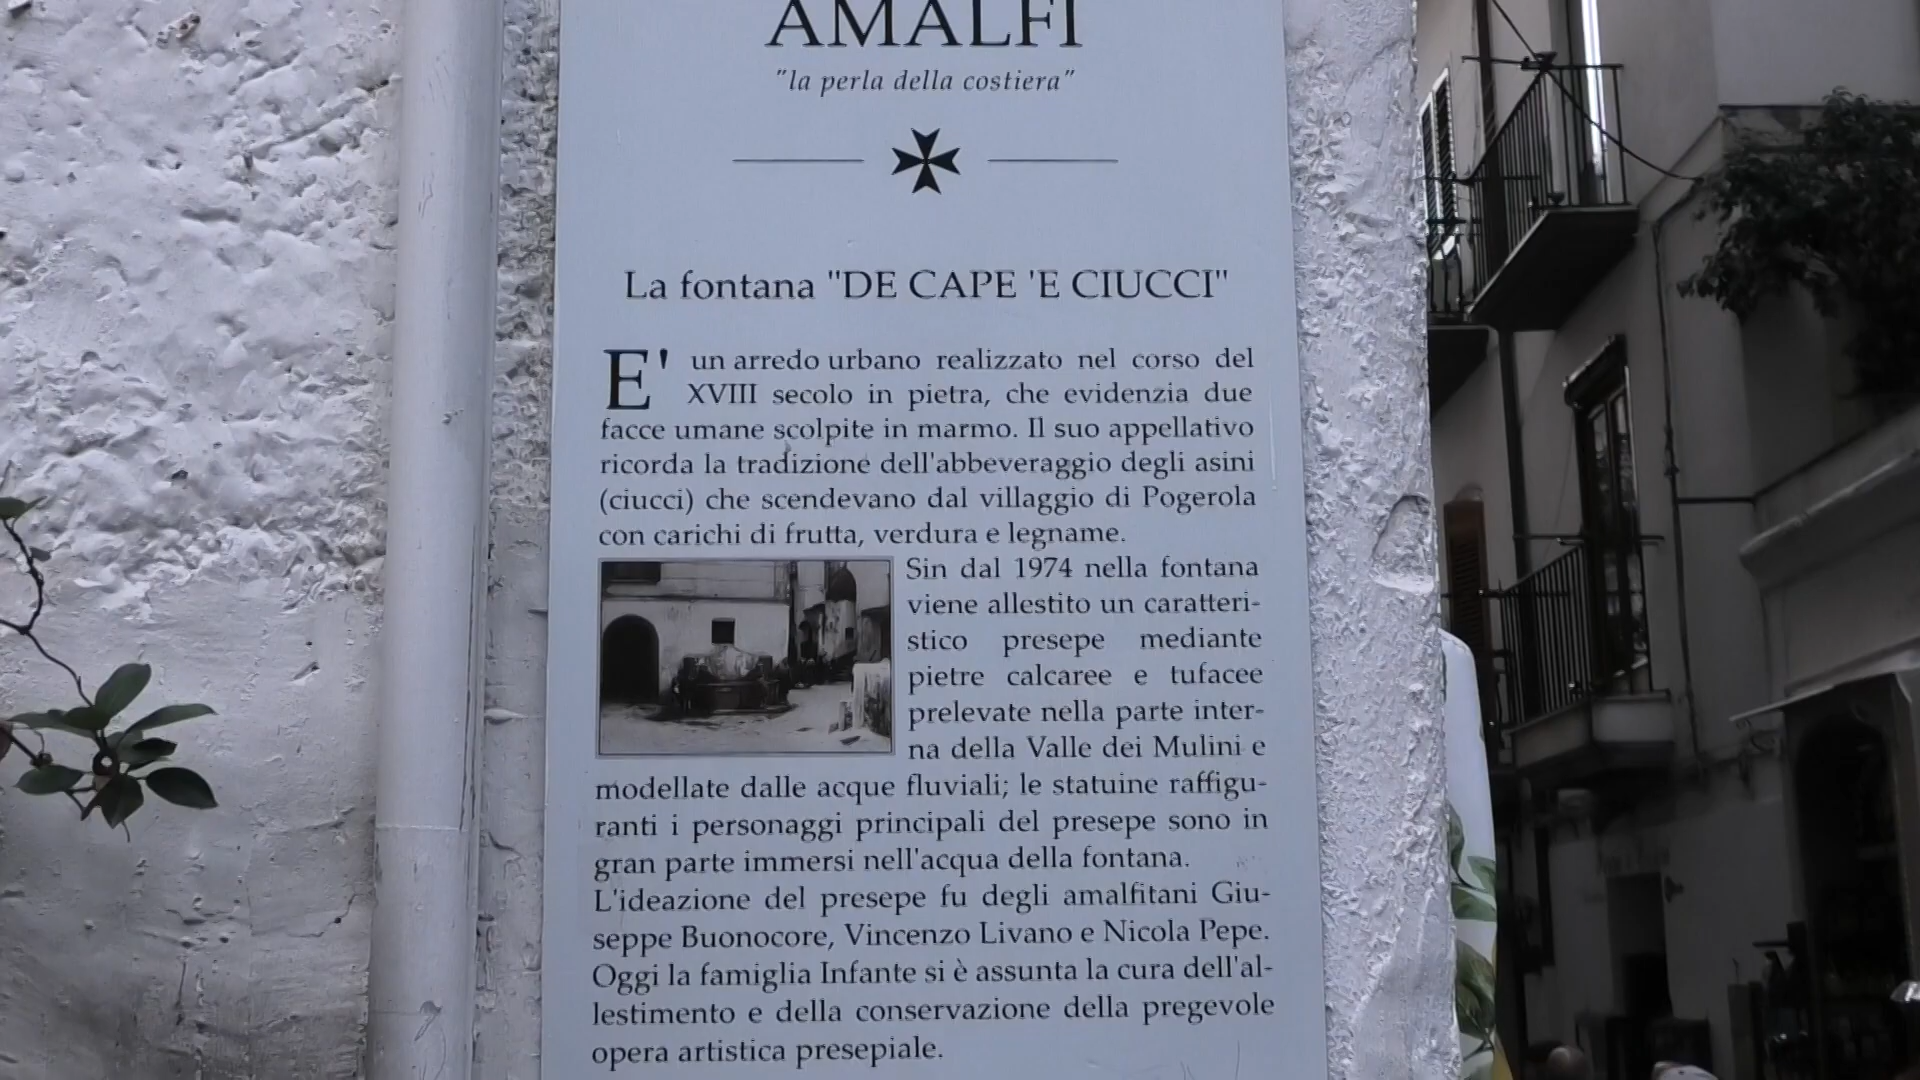 AMALFI
"la perla della costiera"
La fontana "DE CAPE 'E CIUCCI"
E' un arredo urbano realizzato nel corso del
XVIII secolo in pietra, che evidenzia due
facce umane scolpite in marmo. Il suo appellativo
ricorda la tradizione dell'abbeveraggio degli asini
(ciucci) che scendevano dal villaggio di Pogerola
con carichi di frutta, verdura e legname.
Sin dal 1974 nella fontana
viene allestito un caratteri-
stico presepe mediante
pietre calcaree e tufacee
prelevate nella parte inter-
na della Valle dei Mulini e
modellate dalle acque fluviali; le statuine raffigu-
ranti i personaggi principali del presepe sono in
gran parte immersi nell'acqua della fontana.
L'ideazione del presepe fu degli amalfitani Giu-
seppe Buonocore, Vincenzo Livano e Nicola Pepe.
Oggi la famiglia Infante si è assunta la cura dell'al-
lestimento e della conservazione della pregevole
opera artistica presepiale.